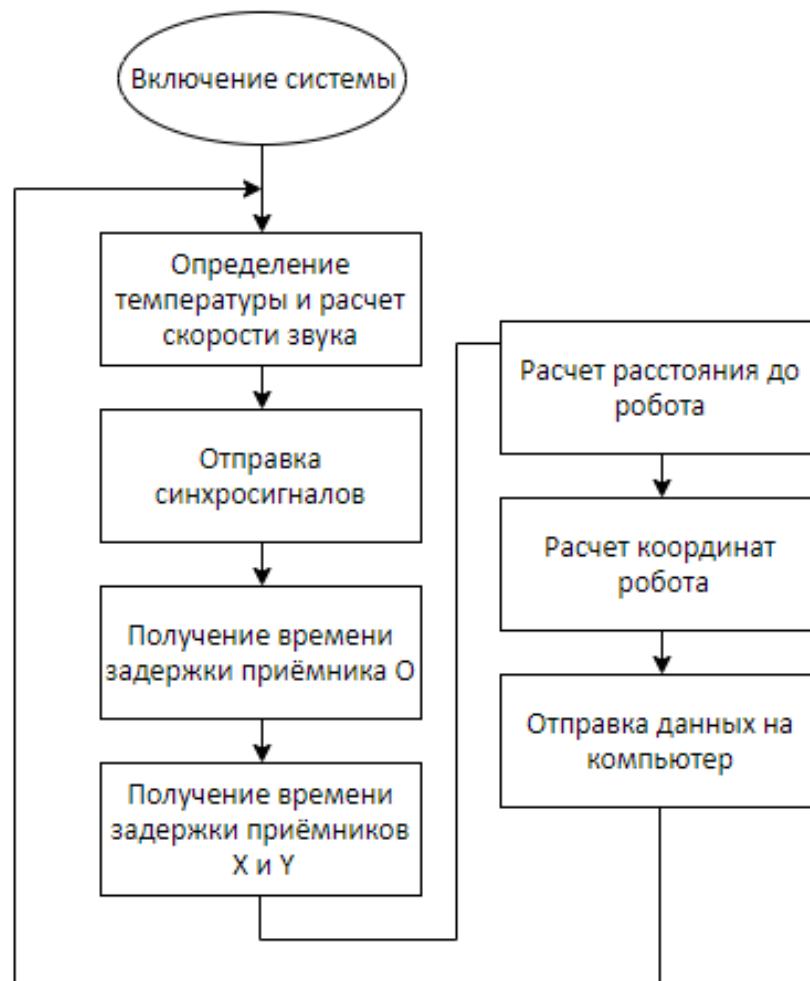 Включение системы
Определение
температуры и расчет
скорости звука
Отправка
синхросигналов
Получение времени
задержки приёмника O
Получение времени
задержки приёмников
X и Y
Расчет расстояния до
робота
Расчет координат
робота
Отправка данных на
компьютер